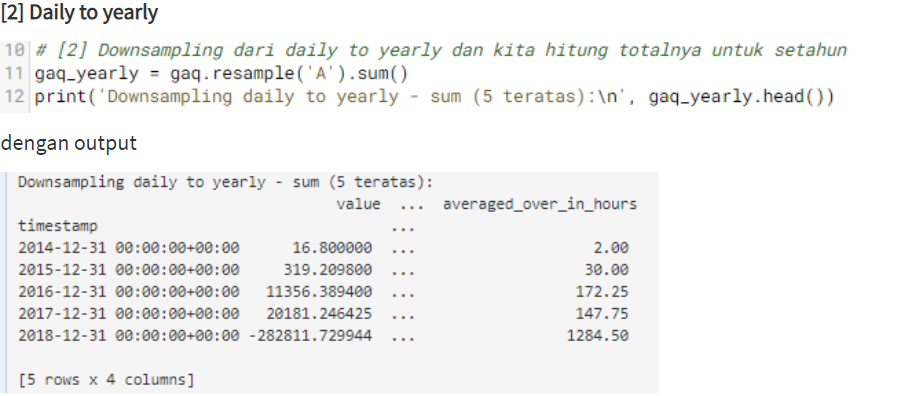 [2] Daily to yearly
10 # [2] Downsampling dari daily to yearly dan kita hitung totalnya untuk setahun
11 gaq_yearly = gaq.resample('A').sum()
12 print('Downsampling daily to yearly - sum (5 teratas):\n', gaq_yearly.head())
dengan output
Downsampling daily to yearly - sum (5 teratas):
value ... averaged_over_in_hours
timestamp ...
2014-12-31 00:00:00+00:00 16.800000 ... 2.00
2015-12-31 00:00:00+00:00 319.209800 ... 30.00
2016-12-31 00:00:00+00:00 11356.389400 ... 172.25
2017-12-31 00:00:00+00:00 20181.246425 ... 147.75
2018-12-31 00:00:00+00:00 -282811.729944 ... 1284.50
[5 rows x 4 columns]